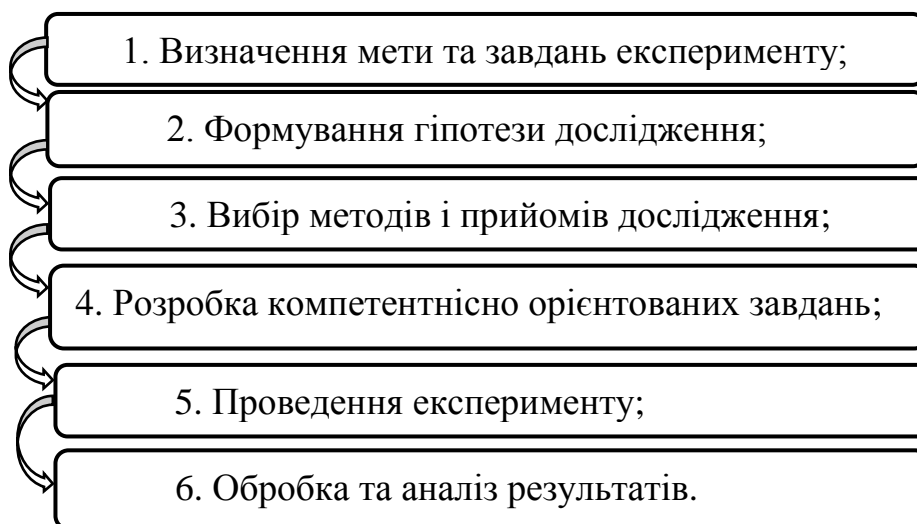 1. Визначення мети та завдань експерименту;
2. Формування гіпотези дослідження;
3. Вибір методів і прийомів дослідження;
4. Розробка компетентнісно орієнтованих завдань;
5. Проведення експерименту;
6. Обробка та аналіз результатів.